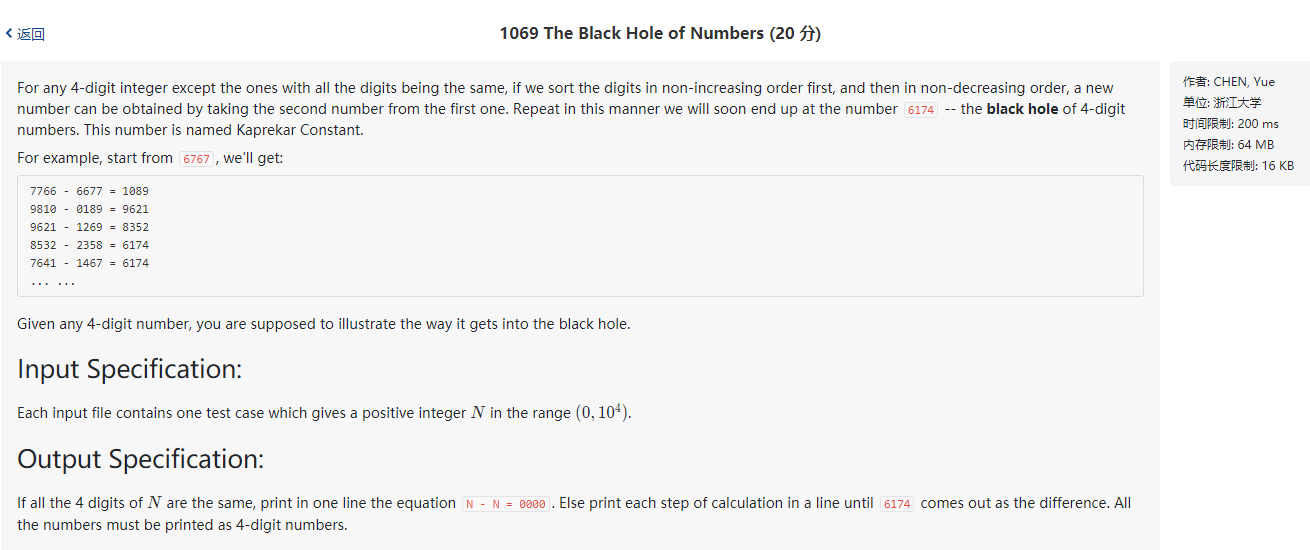 返回
1069 The Black Hole of Numbers (20 分)
For any 4-digit integer except the ones with all the digits being the same, if we sort the digits in non-increasing order first, and then in non-decreasing order, a new
number can be obtained by taking the second number from the first one. Repeat in this manner we will soon end up at the number 6174 -- the black hole of 4-digit
numbers. This number is named Kaprekar Constant.
For example, start from 6767, we'll get:
7766 - 6677 = 1089
9810 - 0189 = 9621
9621 - 1269 = 8352
8532 - 2358 = 6174
7641 - 1467 = 6174
... ...
Given any 4-digit number, you are supposed to illustrate the way it gets into the black hole.
Input Specification:
Each input file contains one test case which gives a positive integer N in the range (0, 10⁴).
Output Specification:
If all the 4 digits of N are the same, print in one line the equation N - N = 0000. Else print each step of calculation in a line until 6174 comes out as the difference. All
the numbers must be printed as 4-digit numbers.
作者: CHEN, Yue
单位: 浙江大学
时间限制: 200 ms
内存限制: 64 MB
代码长度限制: 16 KB